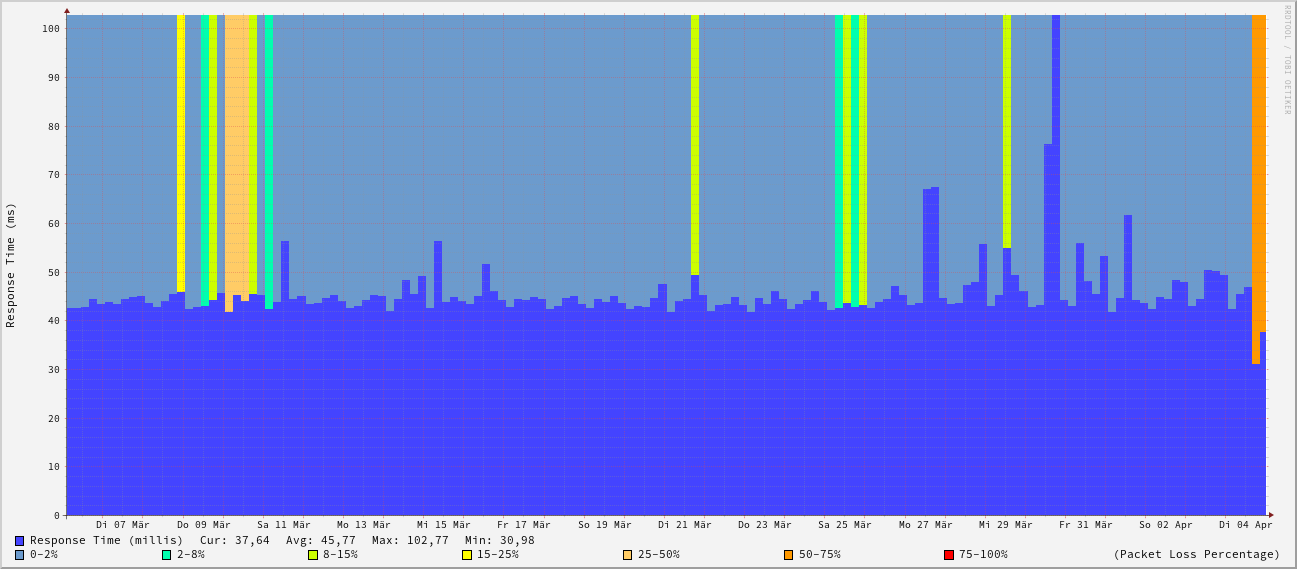 RRDTOOL / TOBI OETIKER
Response Time (ms)
100
90
80
70
60
50
40
30
20
10
0
Di 07 Mär Do 09 Mär Sa 11 Mär Mo 13 Mär Mi 15 Mär Fr 17 Mär So 19 Mär Di 21 Mär Do 23 Mär Sa 25 Mär Mo 27 Mär Mi 29 Mär Fr 31 Mär So 02 Apr Di 04 Apr
Response Time (millis) Cur: 37,64 Avg: 45,77 Max: 102,77 Min: 30,98
0-2% 2-8% 8-15% 15-25% 25-50% 50-75% 75-100% (Packet Loss Percentage)